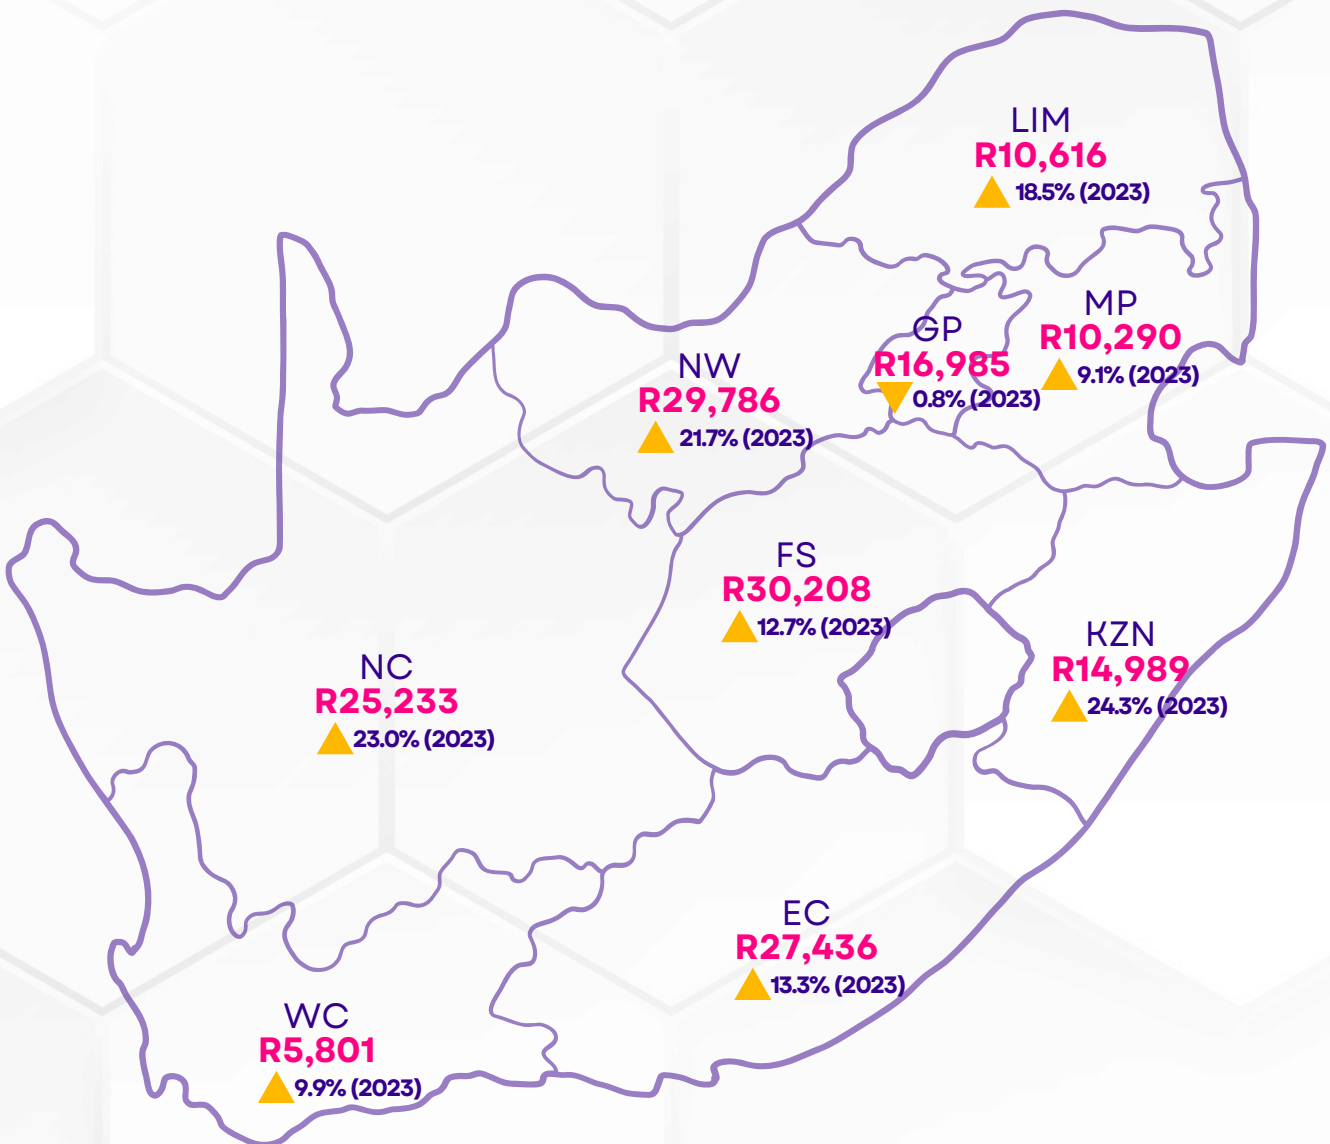 LIM
R10,616
18.5% (2023)
MP
R10,290
9.1% (2023)
GP
R16,985
0.8% (2023)
NW
R29,786
21.7% (2023)
FS
R30,208
12.7% (2023)
KZN
R14,989
24.3% (2023)
NC
R25,233
23.0% (2023)
EC
R27,436
13.3% (2023)
WC
R5,801
9.9% (2023)